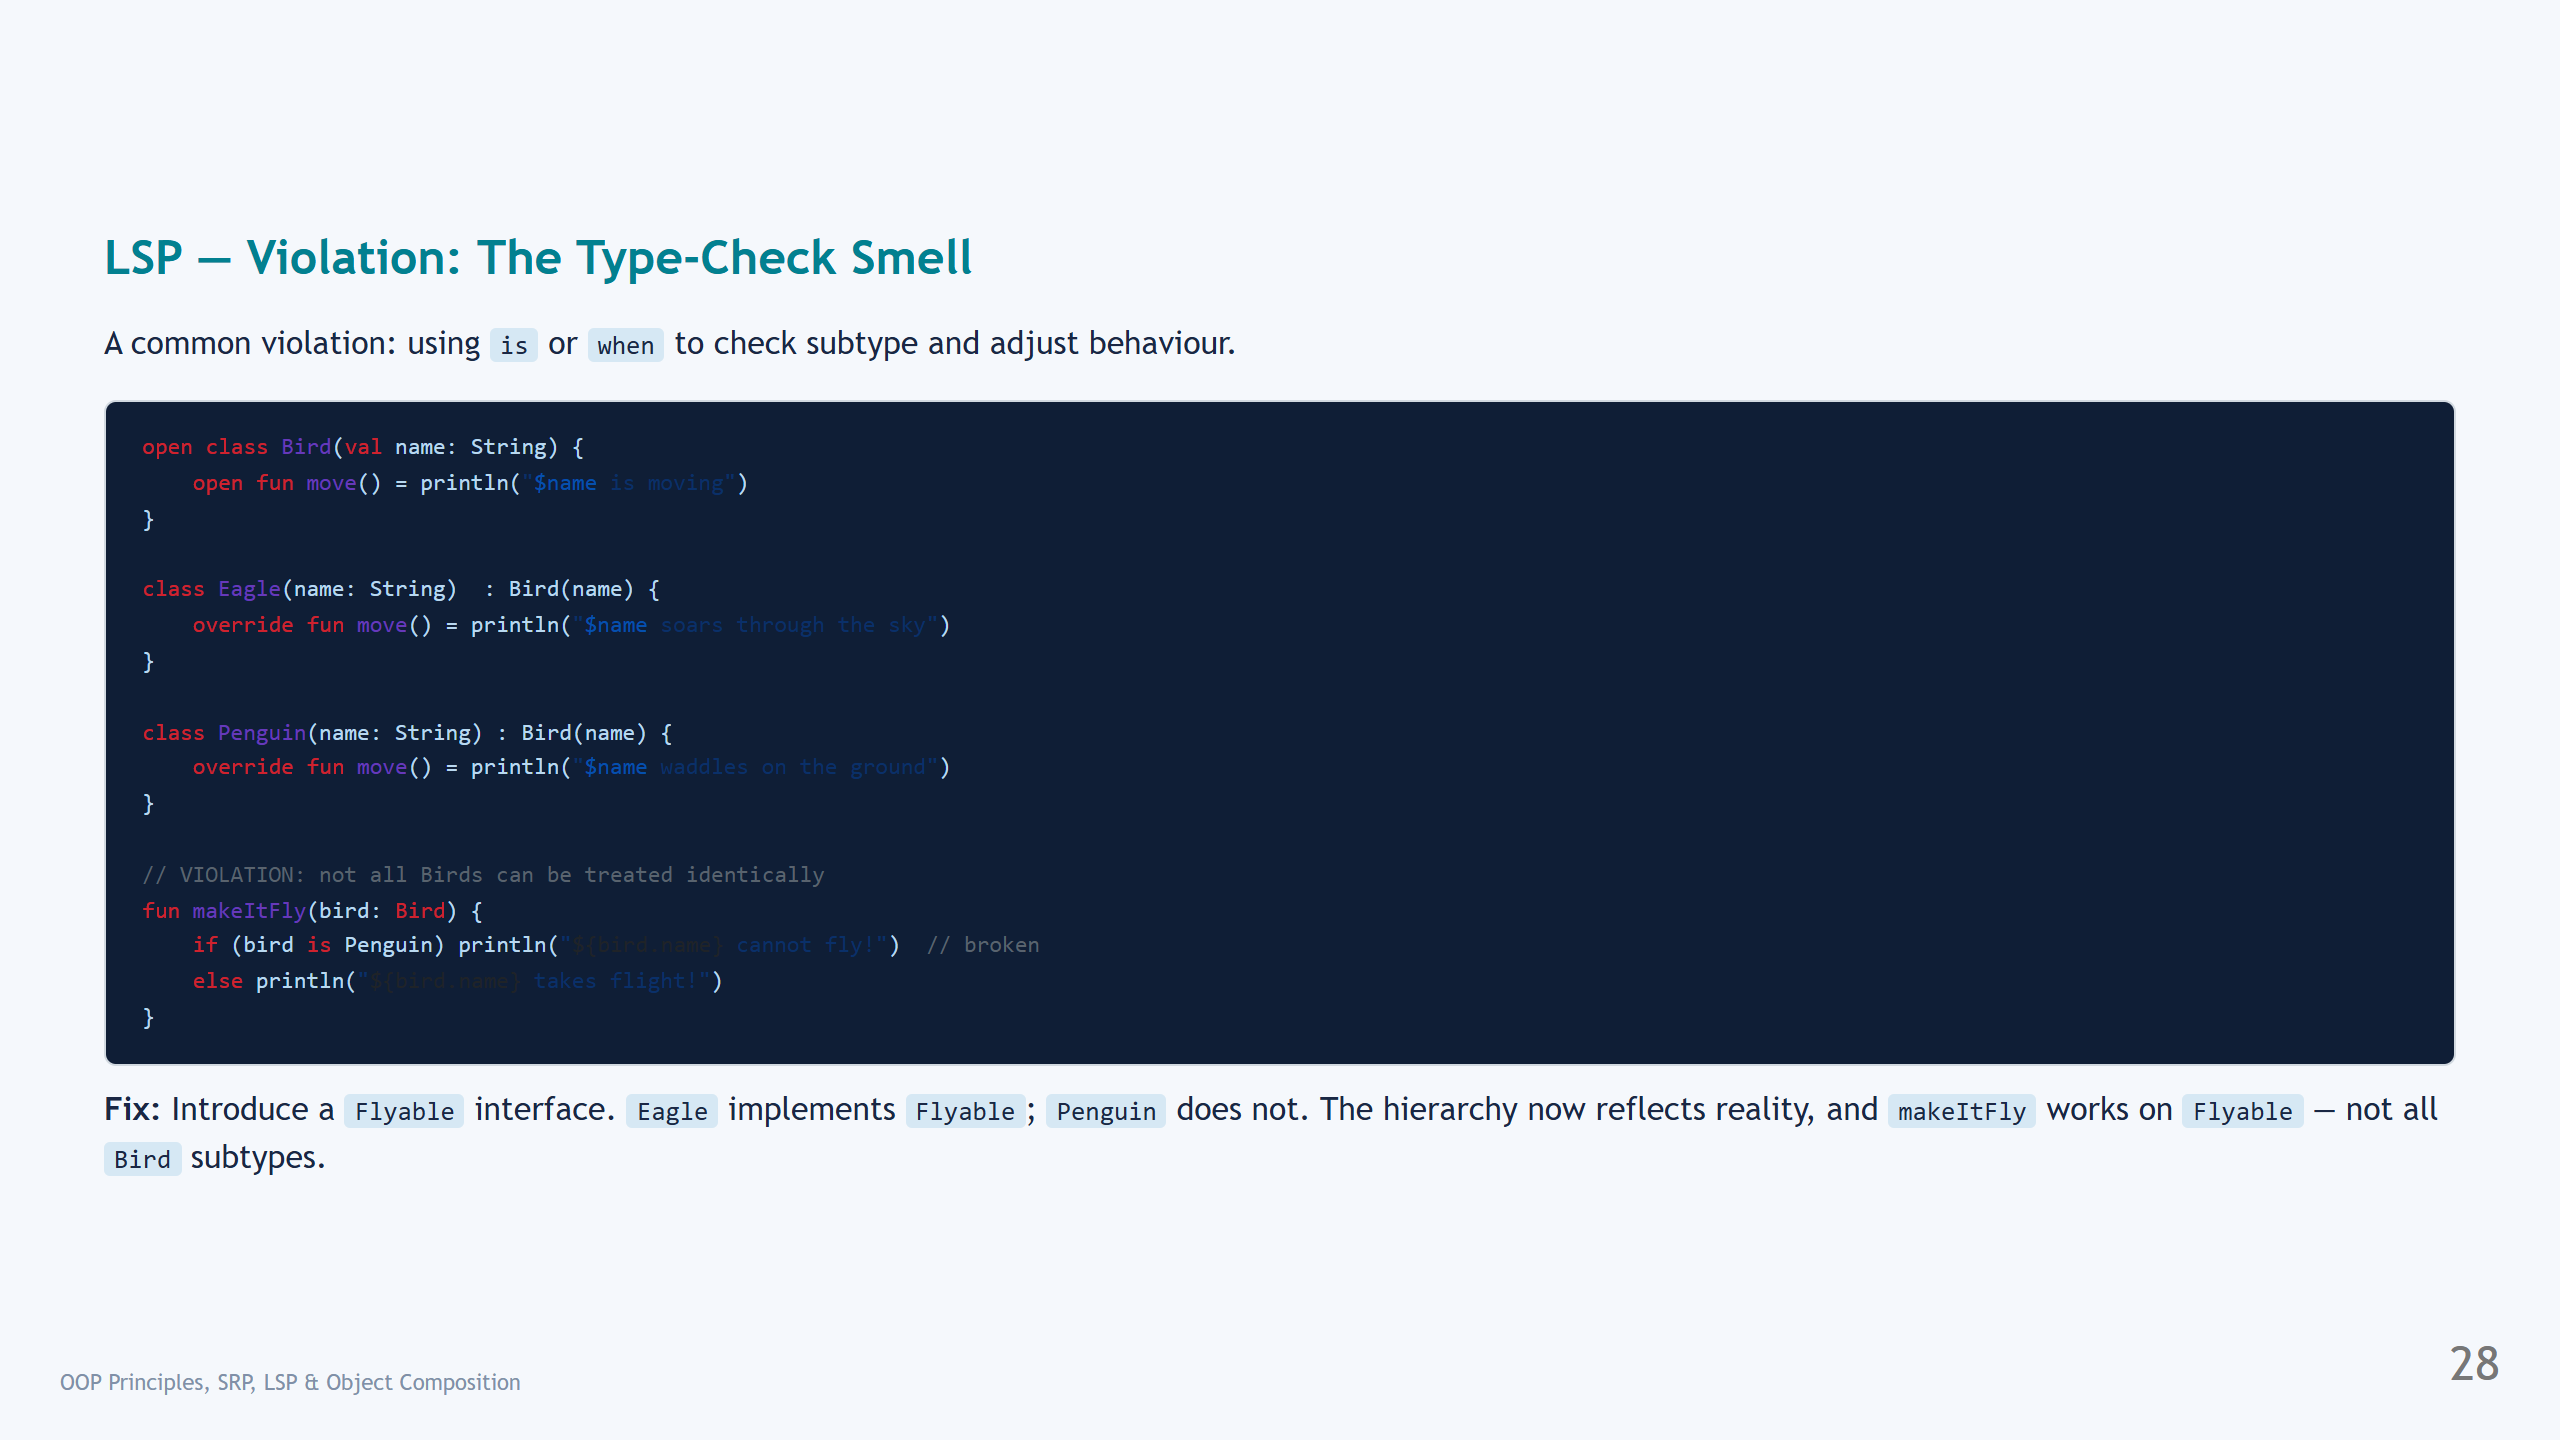 LSP — Violation: The Type-Check Smell
A common violation: using is or when to check subtype and adjust behaviour.
open class Bird(val name: String) {
    open fun move() = println("$name is moving")
}
class Eagle(name: String)  : Bird(name) {
    override fun move() = println("$name soars through the sky")
}
class Penguin(name: String) : Bird(name) {
    override fun move() = println("$name waddles on the ground")
}
// VIOLATION: not all Birds can be treated identically
fun makeItFly(bird: Bird) {
    if (bird is Penguin) println("${bird.name} cannot fly!")  // broken
    else println("${bird.name} takes flight!")
}
Fix: Introduce a Flyable interface. Eagle implements Flyable; Penguin does not. The hierarchy now reflects reality, and makeItFly works on Flyable — not all
Bird subtypes.
OOP Principles, SRP, LSP & Object Composition
28